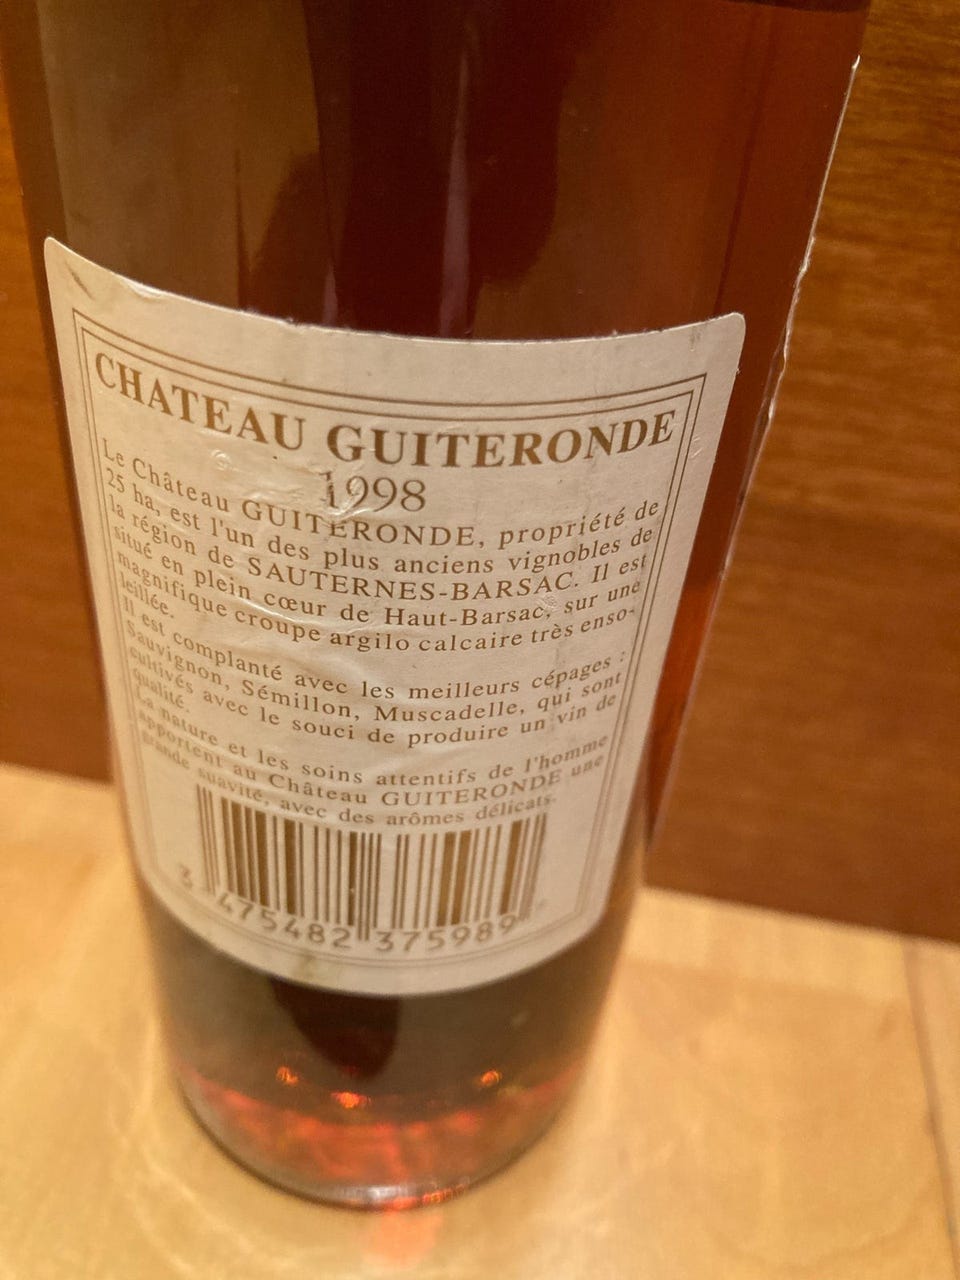 CHATEAU GUITERONDE
1998
Le Château GUITERONDE, propriété de
25 ha, est l'un des plus anciens vignobles de
la région de SAUTERNES-BARSAC. Il est
situé en plein cœur de Haut-Barsac, sur une
magnifique croupe argilo calcaire très enso-
leillée.
Il est complanté avec les meilleurs cépages :
Sauvignon, Sémillon, Muscadelle, qui sont
cultivés avec le souci de produire un vin de
qualité.
La nature et les soins attentifs de l'homme
apportent au Château GUITERONDE une
grande suavité, avec des arômes délicats.
3 475482 375989